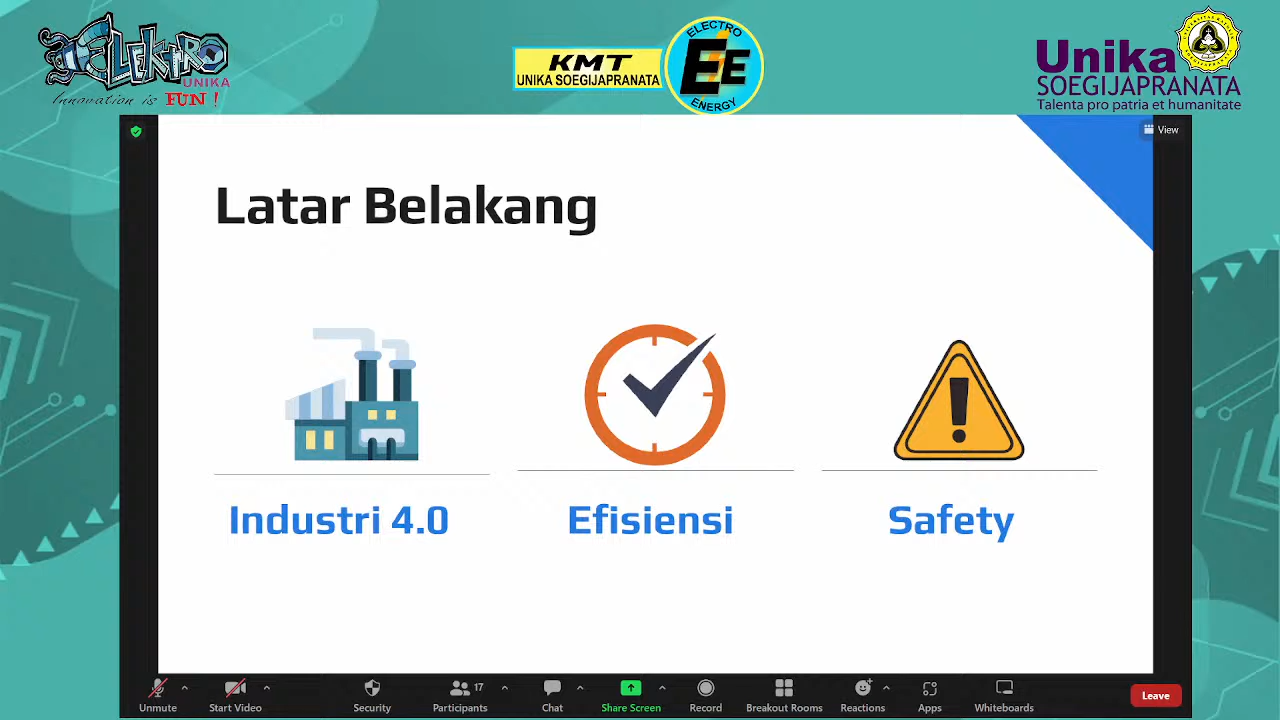 ELEKTRO
UNIKA
Innovation is FUN !
KMT
UNIKA SOEGIJAPRANATA
ELECTRO
EiE
ENERGY
Unika
SOEGIJAPRANATA
Talenta pro patria et humanitate
View
Latar Belakang
Industri 4.0
Efisiensi
Safety
Unmute
Start Video
Security
17
Participants
Chat
Share Screen
Record
Breakout Rooms
Reactions
Apps
Whiteboards
Leave